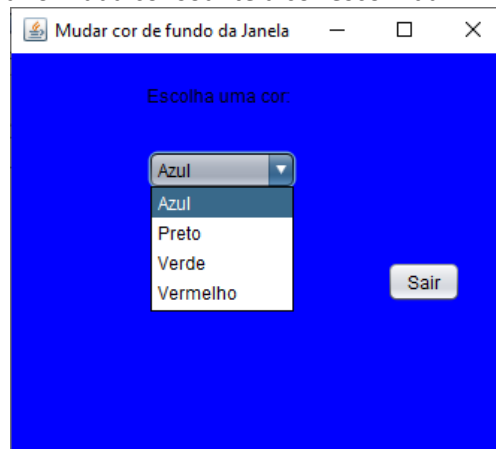 Mudar cor de fundo da Janela
Escolha uma cor:
Azul
Azul
Preto
Verde
Vermelho
Sair